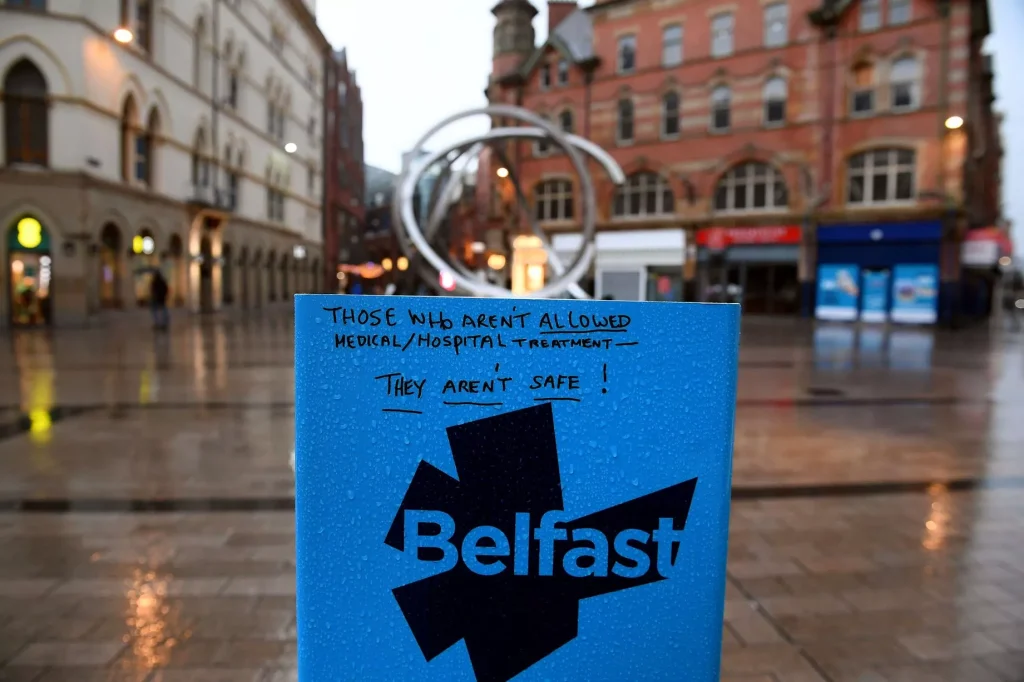 THOSE WHO AREN'T ALLOWED
MEDICAL/HOSPITAL TREATMENT—
THEY AREN'T SAFE !
Belfast